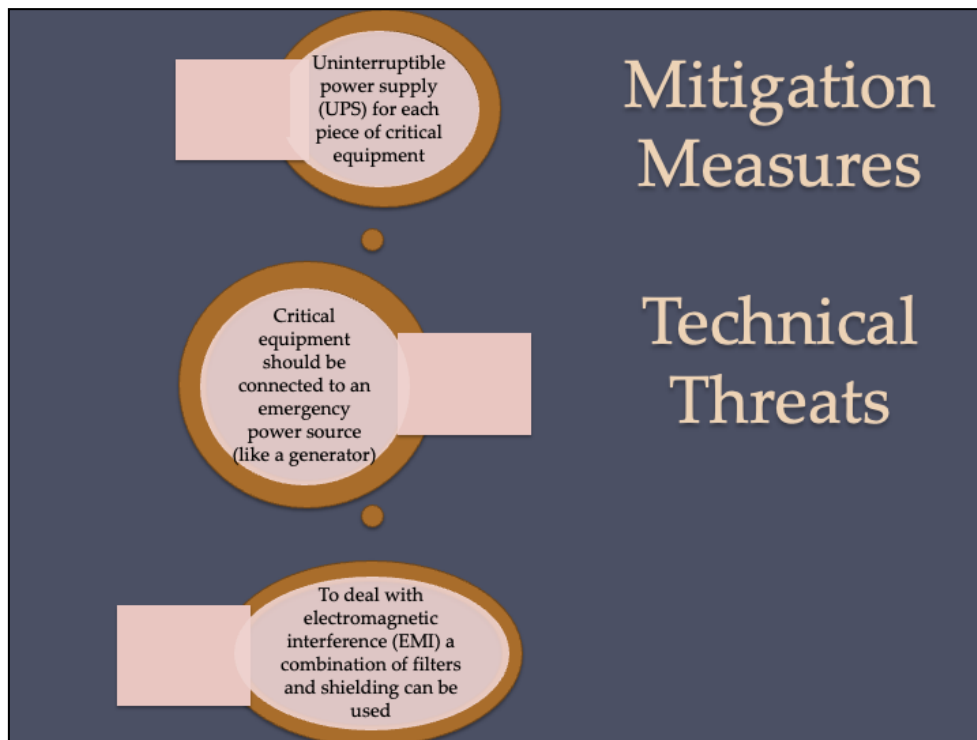 Mitigation
Measures
Technical
Threats
Uninterruptible
power supply
(UPS) for each
piece of critical
equipment
Critical
equipment
should be
connected to an
emergency
power source
(like a generator)
To deal with
electromagnetic
interference (EMI) a
combination of filters
and shielding can be
used